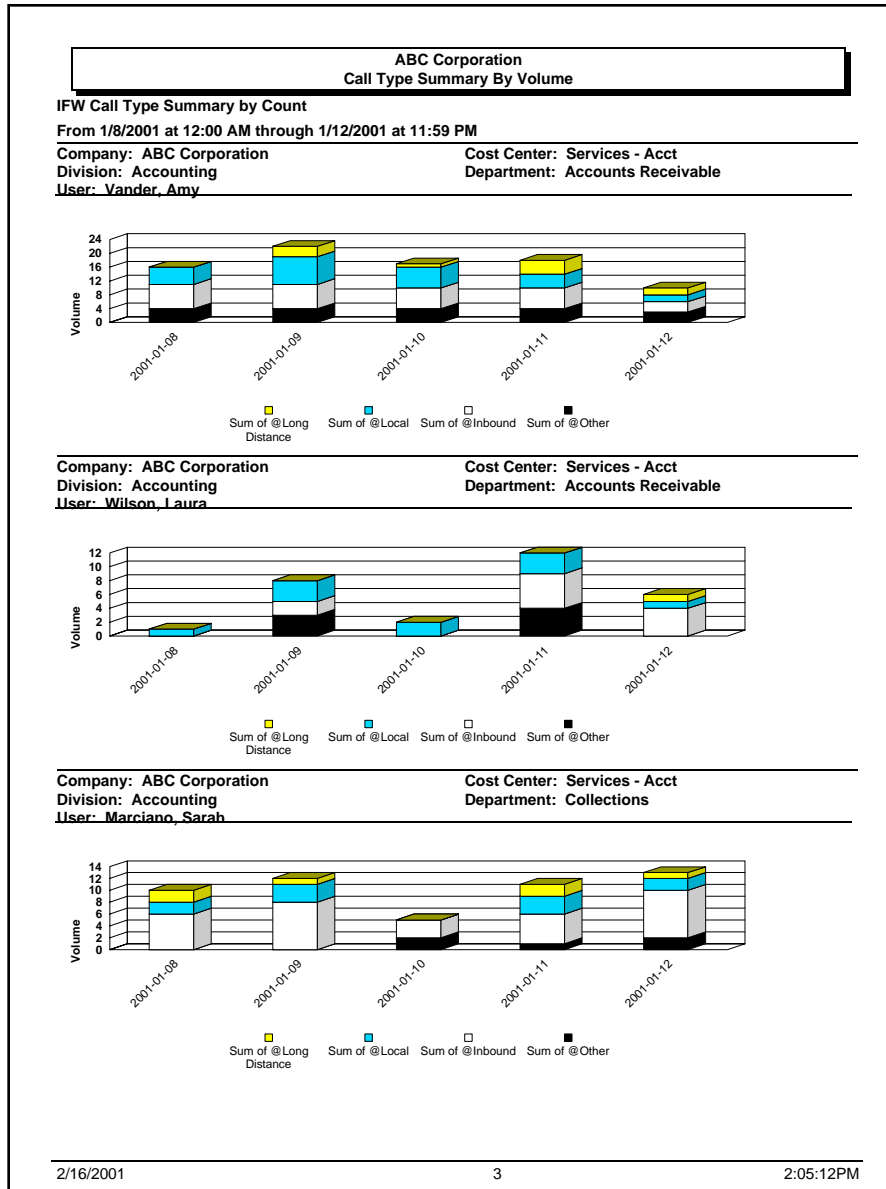 ABC Corporation
Call Type Summary By Volume
IFW Call Type Summary by Count
From 1/8/2001 at 12:00 AM through 1/12/2001 at 11:59 PM
Company: ABC Corporation Cost Center: Services - Acct
Division: Accounting Department: Accounts Receivable
User: Vander, Amy
24
20
16
12
8
4
0
Volume
2001-01-08 2001-01-09 2001-01-10 2001-01-11 2001-01-12
Sum of @Long Distance Sum of @Local Sum of @Inbound Sum of @Other
Company: ABC Corporation Cost Center: Services - Acct
Division: Accounting Department: Accounts Receivable
User: Wilson, Laura
12
10
8
6
4
2
0
Volume
2001-01-08 2001-01-09 2001-01-10 2001-01-11 2001-01-12
Sum of @Long Distance Sum of @Local Sum of @Inbound Sum of @Other
Company: ABC Corporation Cost Center: Services - Acct
Division: Accounting Department: Collections
User: Marciano, Sarah
14
12
10
8
6
4
2
0
Volume
2001-01-08 2001-01-09 2001-01-10 2001-01-11 2001-01-12
Sum of @Long Distance Sum of @Local Sum of @Inbound Sum of @Other
2/16/2001 3 2:05:12PM